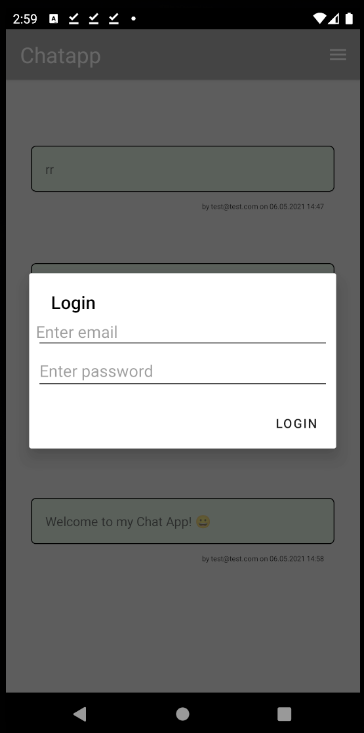 2:59
Chatapp
rr
by test@test.com on 06.05.2021 14:47
Login
Enter email
Enter password
LOGIN
Welcome to my Chat App! 😀
by test@test.com on 06.05.2021 14:58